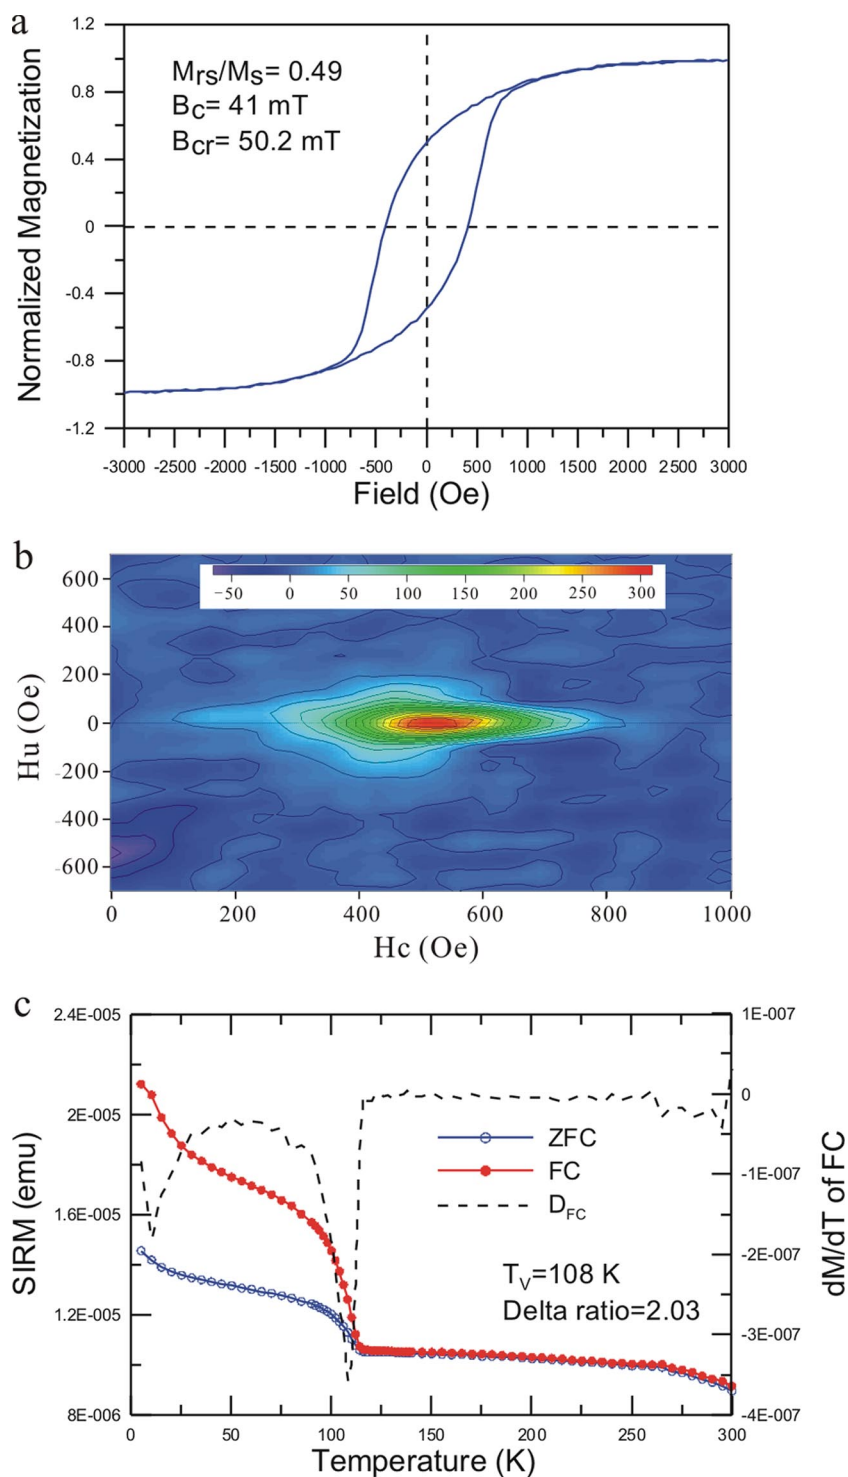 a
1.2
0.8
0.4
0
-0.4
-0.8
-1.2
Normalized Magnetization
Mrs/Ms= 0.49
Bc= 41 mT
Bcr= 50.2 mT
-3000 -2500 -2000 -1500 -1000 -500 0 500 1000 1500 2000 2500 3000
Field (Oe)
b
-50 0 50 100 150 200 250 300
600
400
200
0
-200
-400
-600
Hu (Oe)
0 200 400 600 800 1000
Hc (Oe)
c
2.4E-005
2E-005
1.6E-005
1.2E-005
8E-006
SIRM (emu)
1E-007
0
-1E-007
-2E-007
-3E-007
-4E-007
dM/dT of FC
ZFC
FC
DFC
TV=108 K
Delta ratio=2.03
0 50 100 150 200 250 300
Temperature (K)